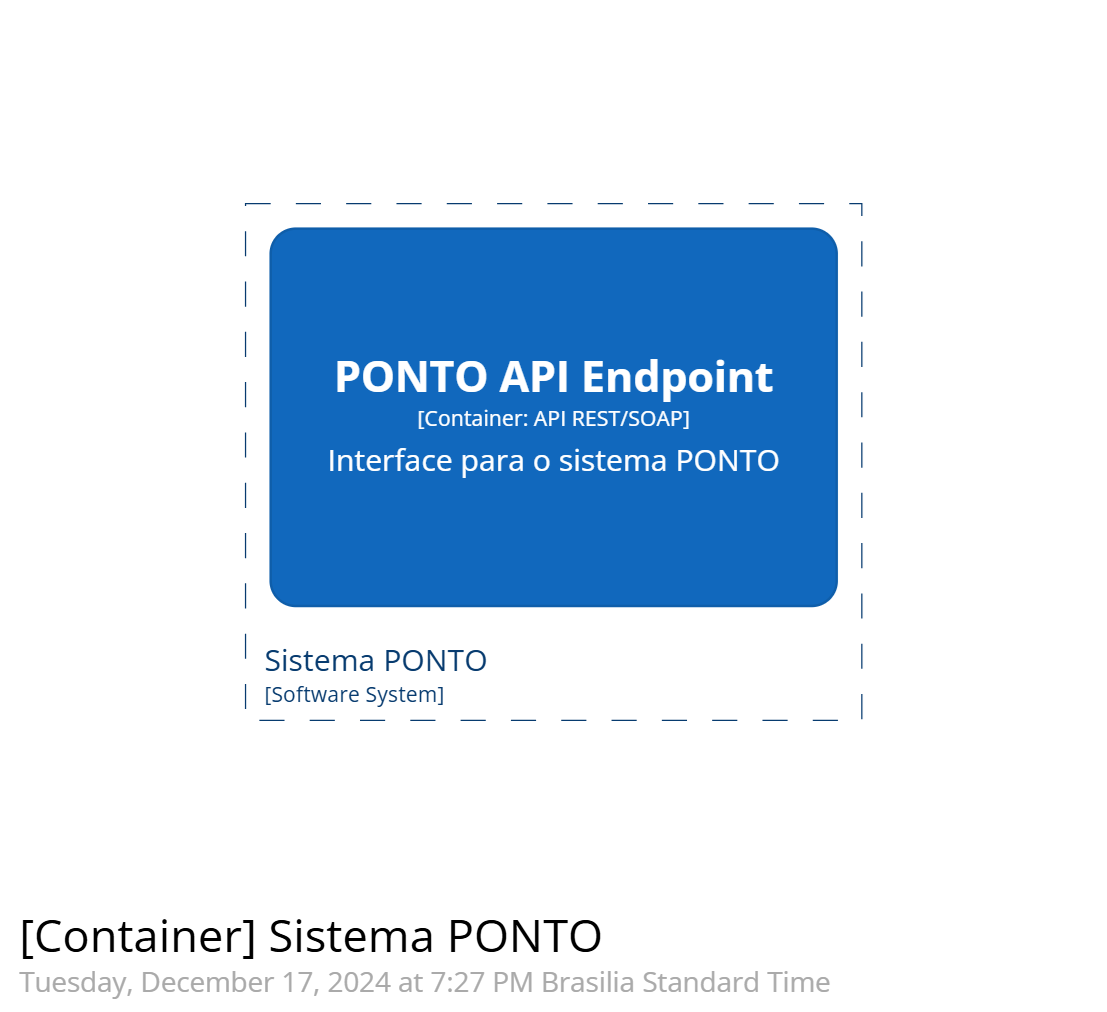 PONTO API Endpoint
[Container: API REST/SOAP]
Interface para o sistema PONTO
Sistema PONTO
[Software System]
[Container] Sistema PONTO
Tuesday, December 17, 2024 at 7:27 PM Brasilia Standard Time